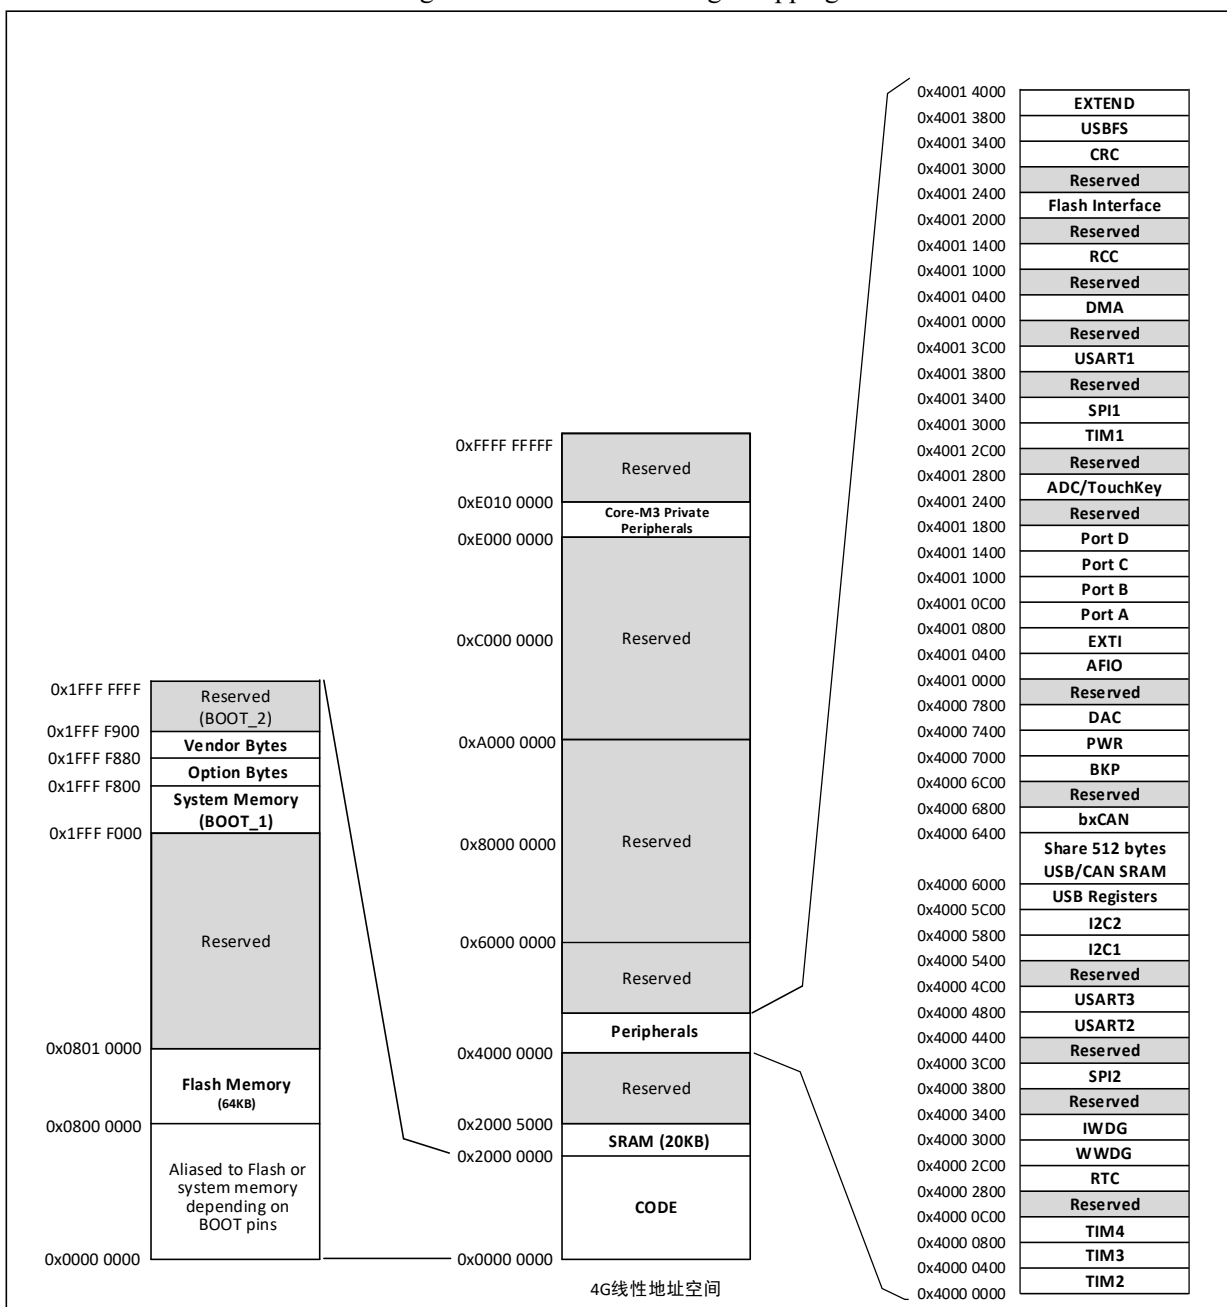 0x1FFF FFFF
Reserved
(BOOT_2)
0x1FFF F900
Vendor Bytes
0x1FFF F880
Option Bytes
0x1FFF F800
System Memory
(BOOT_1)
0x1FFF F000
Reserved
0x0801 0000
Flash Memory
(64KB)
0x0800 0000
Aliased to Flash or
system memory
depending on
BOOT pins
0x0000 0000
0xFFFF FFFFF
Reserved
0xE010 0000
Core-M3 Private
Peripherals
0xE000 0000
0xC000 0000
Reserved
0xA000 0000
0x8000 0000
Reserved
0x6000 0000
Reserved
Peripherals
0x4000 0000
Reserved
0x2000 5000
SRAM (20KB)
0x2000 0000
CODE
0x0000 0000
4G线性地址空间
0x4001 4000
EXTEND
0x4001 3800
USBFS
0x4001 3400
CRC
0x4001 3000
Reserved
0x4001 2400
Flash Interface
0x4001 2000
Reserved
0x4001 1400
RCC
0x4001 1000
Reserved
0x4001 0400
DMA
0x4001 0000
Reserved
0x4001 3C00
USART1
0x4001 3800
Reserved
0x4001 3400
SPI1
0x4001 3000
TIM1
0x4001 2C00
Reserved
0x4001 2800
ADC/TouchKey
0x4001 2400
Reserved
0x4001 1800
Port D
0x4001 1400
Port C
0x4001 1000
Port B
0x4001 0C00
Port A
0x4001 0800
EXTI
0x4001 0400
AFIO
0x4001 0000
Reserved
0x4000 7800
DAC
0x4000 7400
PWR
0x4000 7000
BKP
0x4000 6C00
Reserved
0x4000 6800
bxCAN
0x4000 6400
Share 512 bytes
USB/CAN SRAM
0x4000 6000
USB Registers
0x4000 5C00
I2C2
0x4000 5800
I2C1
0x4000 5400
Reserved
0x4000 4C00
USART3
0x4000 4800
USART2
0x4000 4400
Reserved
0x4000 3C00
SPI2
0x4000 3800
Reserved
0x4000 3400
IWDG
0x4000 3000
WWDG
0x4000 2C00
RTC
0x4000 2800
Reserved
0x4000 0C00
TIM4
0x4000 0800
TIM3
0x4000 0400
TIM2
0x4000 0000